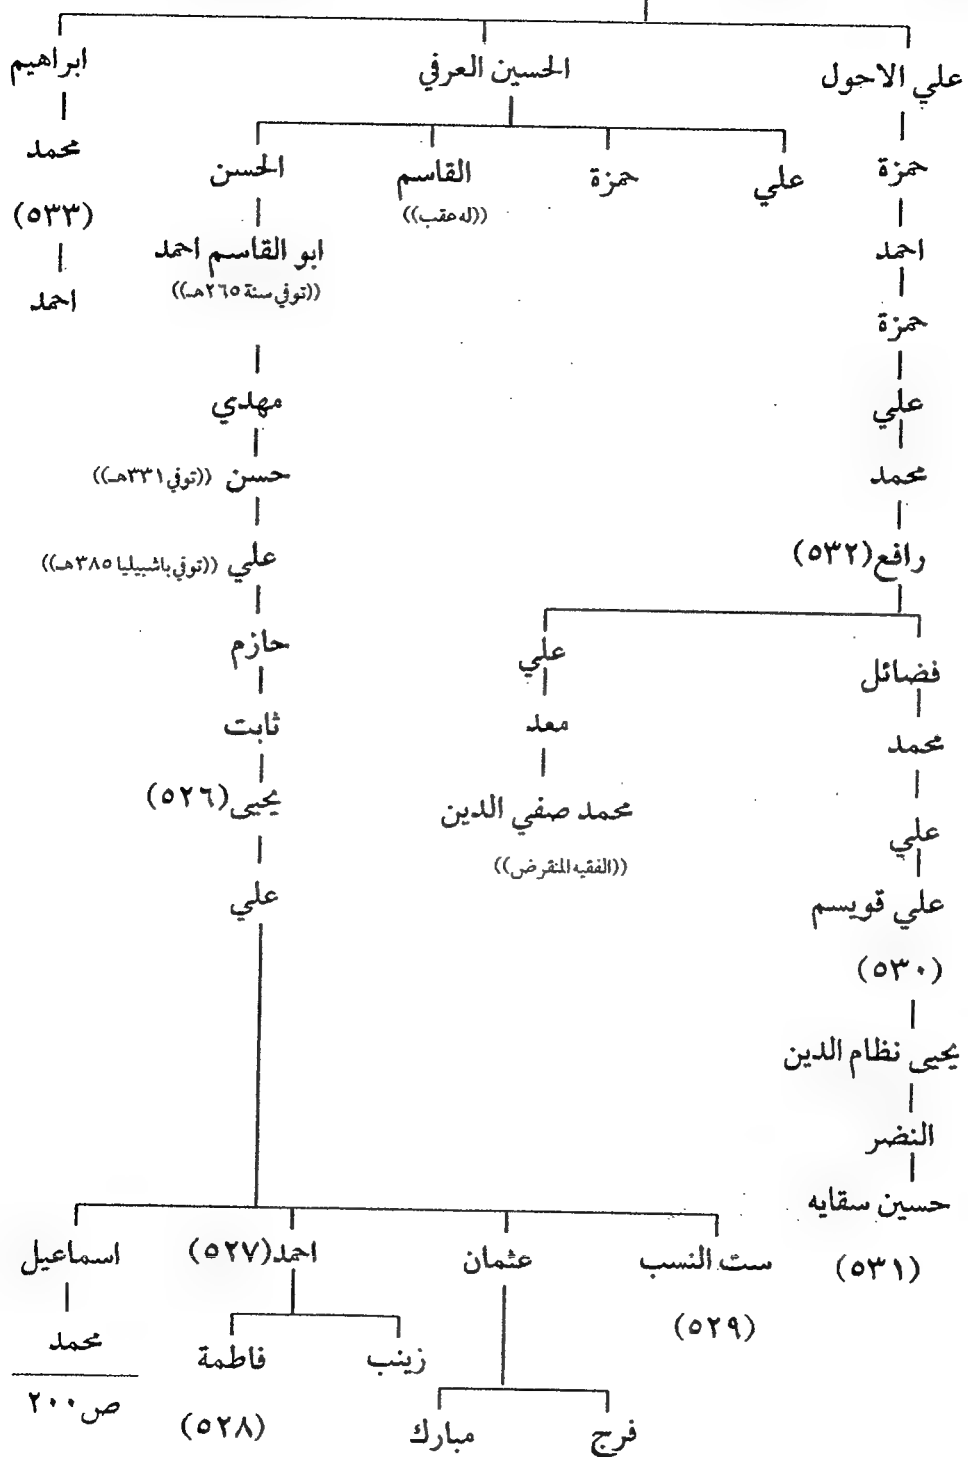 علي الاحول
الحسين العرفي
ابراهيم
حمزة
احمد
حمزة
علي
محمد
رافع (٥٣٢)
فضائل
محمد
علي
علي قويسم
(٥٣٠)
يحيى نظام الدين
النضر
حسين سقايه
(٥٣١)
علي
معد
محمد صفي الدين
((الفقيه المنقرض))
علي
حمزة
القاسم
((له عقب))
الحسن
ابو القاسم احمد
((توفي سنة ٢٦٥هـ))
مهدي
حسن ((توفي ٣٣١هـ))
علي ((توفي باشبيليا ٣٨٥هـ))
حازم
ثابت
يحيى (٥٢٦)
علي
ست النسب
(٥٢٩)
عثمان
فرج
مبارك
احمد (٥٢٧)
زينب
فاطمة
(٥٢٨)
اسماعيل
محمد
ص ٢٠٠
محمد
(٥٣٣)
احمد